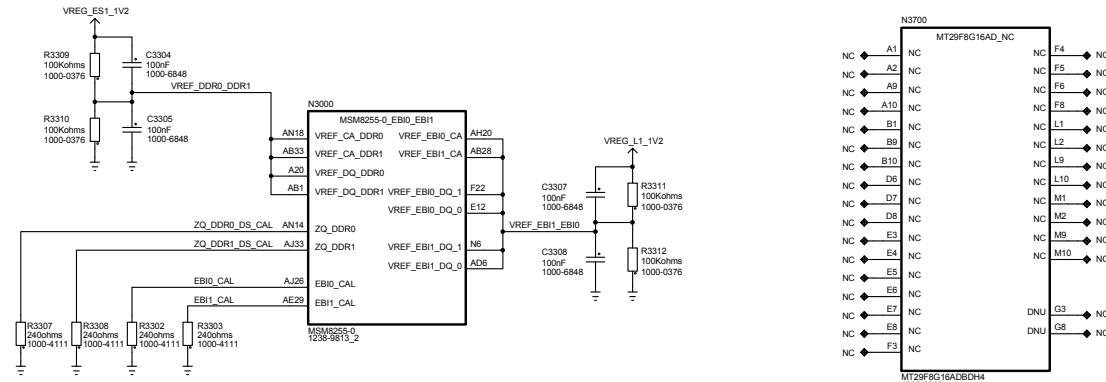 VREG_ES1_1V2
R3309
100Kohms
1000-0376
C3304
100nF
1000-6848
VREF_DDR0_DDR1
R3310
100Kohms
1000-0376
C3305
100nF
1000-6848
N3000
MSM8255-0_EBI0_EBI1
AN18 VREF_CA_DDR0 VREF_EBI0_CA AH20
AB33 VREF_CA_DDR1 VREF_EBI1_CA AB28
A20 VREF_DQ_DDR0
AB1 VREF_DQ_DDR1 VREF_EBI0_DQ_1 F22
VREF_EBI0_DQ_0 E12
ZQ_DDR0_DS_CAL AN14 ZQ_DDR0
ZQ_DDR1_DS_CAL AJ33 ZQ_DDR1 VREF_EBI1_DQ_1 N6
VREF_EBI1_DQ_0 AD6
EBI0_CAL AJ26 EBI0_CAL
EBI1_CAL AE29 EBI1_CAL
MSM8255-0
1238-9813_2
R3307
240ohms
1000-4111
R3308
240ohms
1000-4111
R3302
240ohms
1000-4111
R3303
240ohms
1000-4111
VREG_L1_1V2
C3307
100nF
1000-6848
R3311
100Kohms
1000-0376
VREF_EBI1_EBI0
C3308
100nF
1000-6848
R3312
100Kohms
1000-0376
N3700
MT29F8G16AD_NC
NC A1 NC NC F4 NC
NC A2 NC NC F5 NC
NC A9 NC NC F6 NC
NC A10 NC NC F8 NC
NC B1 NC NC L1 NC
NC B9 NC NC L2 NC
NC B10 NC NC L9 NC
NC D6 NC NC L10 NC
NC D7 NC NC M1 NC
NC D8 NC NC M2 NC
NC E3 NC NC M9 NC
NC E4 NC NC M10 NC
NC E5 NC
NC E6 NC
NC E7 NC DNU G3 NC
NC E8 NC DNU G8 NC
NC F3 NC
MT29F8G16ADBDH4